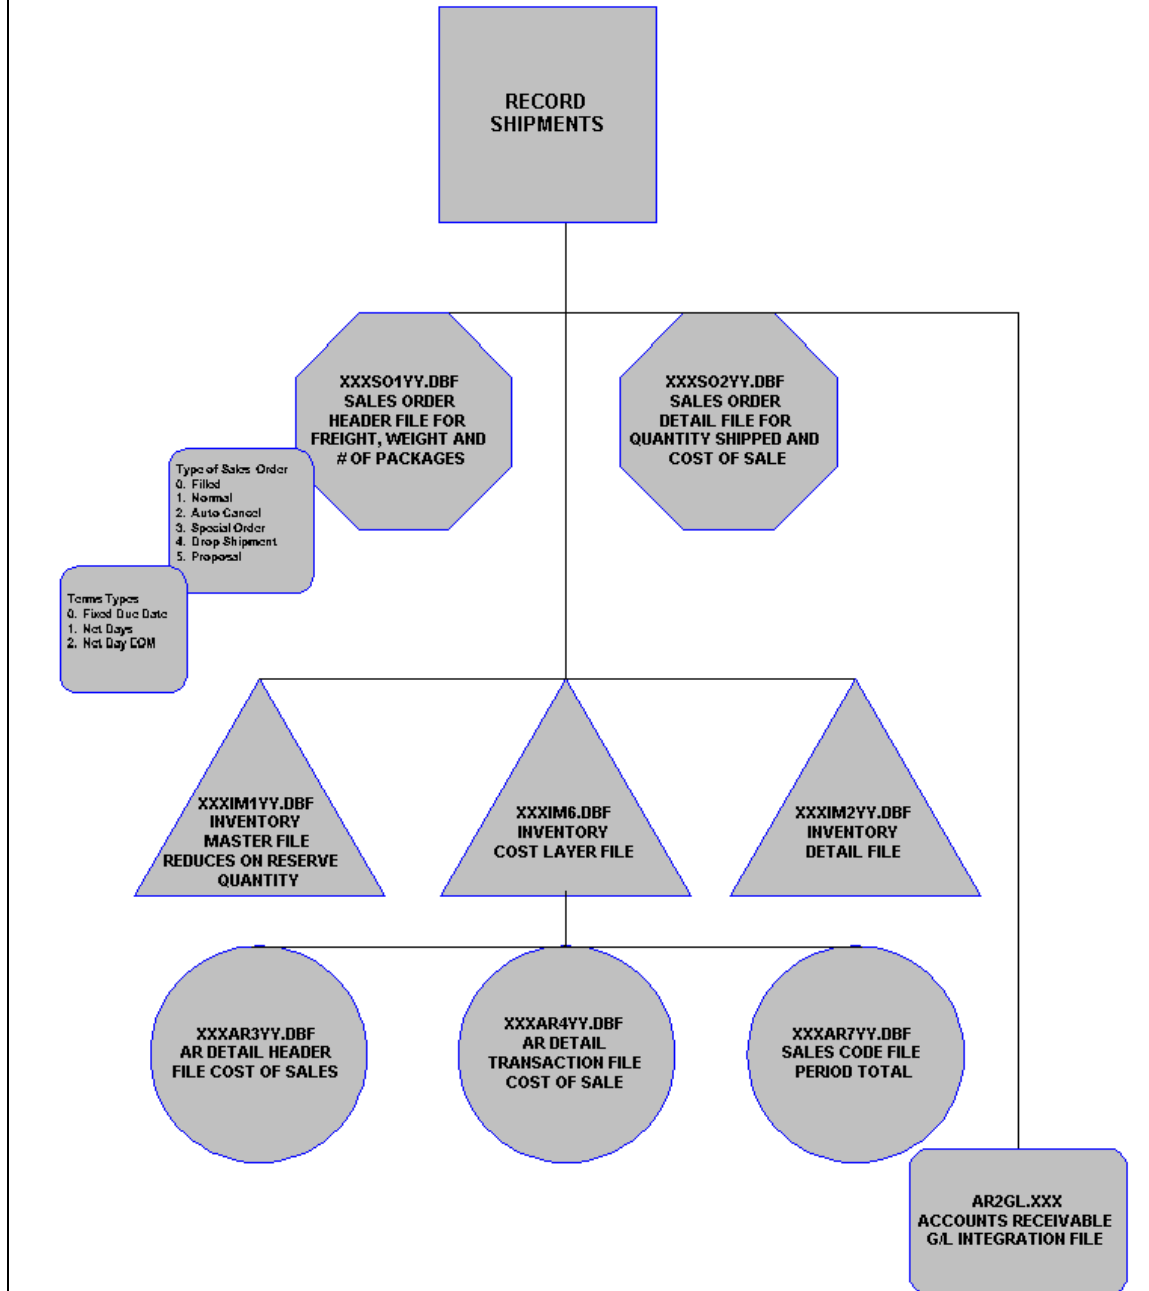 RECORD
SHIPMENTS
XXXSO1YY.DBF
SALES ORDER
HEADER FILE FOR
FREIGHT, WEIGHT AND
# OF PACKAGES
XXXSO2YY.DBF
SALES ORDER
DETAIL FILE FOR
QUANTITY SHIPPED AND
COST OF SALE
Type of Sales Order
0. Filled
1. Normal
2. Auto Cancel
3. Special Order
4. Drop Shipment
5. Proposal
Terms Types
0. Fixed Due Date
1. Net Days
2. Net Day EOM
XXXIM1YY.DBF
INVENTORY
MASTER FILE
REDUCES ON RESERVE
QUANTITY
XXXIM6.DBF
INVENTORY
COST LAYER FILE
XXXIM2YY.DBF
INVENTORY
DETAIL FILE
XXXAR3YY.DBF
AR DETAIL HEADER
FILE COST OF SALES
XXXAR4YY.DBF
AR DETAIL
TRANSACTION FILE
COST OF SALE
XXXAR7YY.DBF
SALES CODE FILE
PERIOD TOTAL
AR2GL.XXX
ACCOUNTS RECEIVABLE
G/L INTEGRATION FILE